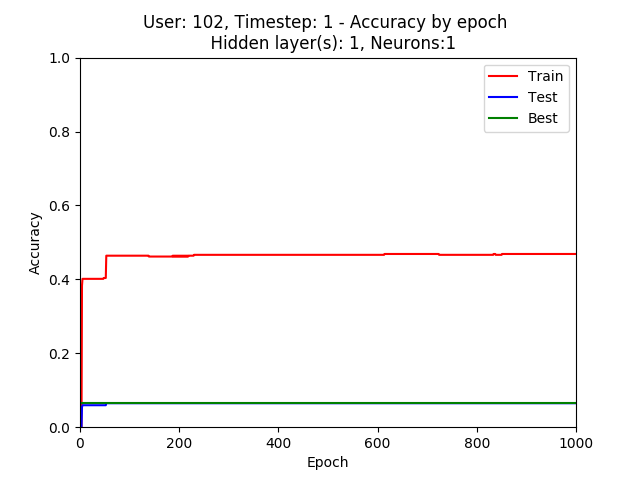 User: 102, Timestep: 1 - Accuracy by epoch
Hidden layer(s): 1, Neurons:1
1.0
0.8
0.6
0.4
0.2
0.0
Accuracy
Train
Test
Best
0 200 400 600 800 1000
Epoch